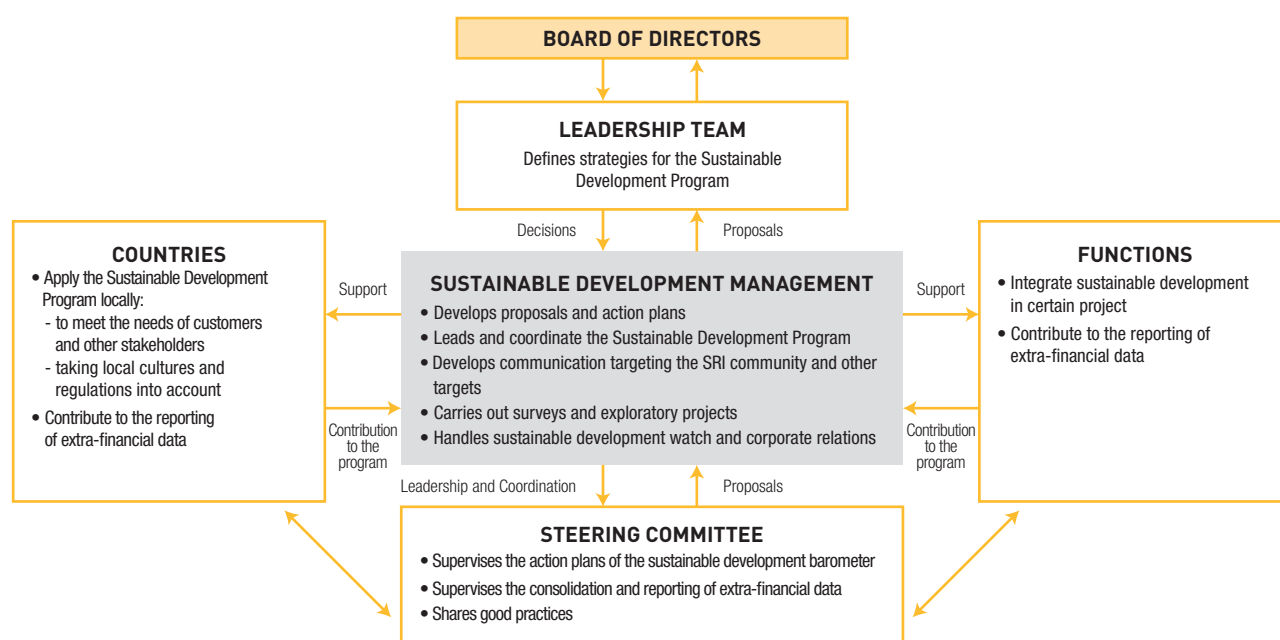 BOARD OF DIRECTORS
LEADERSHIP TEAM
Defines strategies for the Sustainable
Development Program
Decisions
Proposals
COUNTRIES
• Apply the Sustainable Development
Program locally:
- to meet the needs of customers
and other stakeholders
- taking local cultures and
regulations into account
• Contribute to the reporting
of extra-financial data
Support
Contribution
to the
program
SUSTAINABLE DEVELOPMENT MANAGEMENT
• Develops proposals and action plans
• Leads and coordinate the Sustainable Development Program
• Develops communication targeting the SRI community and other
targets
• Carries out surveys and exploratory projects
• Handles sustainable development watch and corporate relations
Support
Contribution
to the
program
FUNCTIONS
• Integrate sustainable development
in certain project
• Contribute to the reporting of
extra-financial data
Leadership and Coordination
Proposals
STEERING COMMITTEE
• Supervises the action plans of the sustainable development barometer
• Supervises the consolidation and reporting of extra-financial data
• Shares good practices